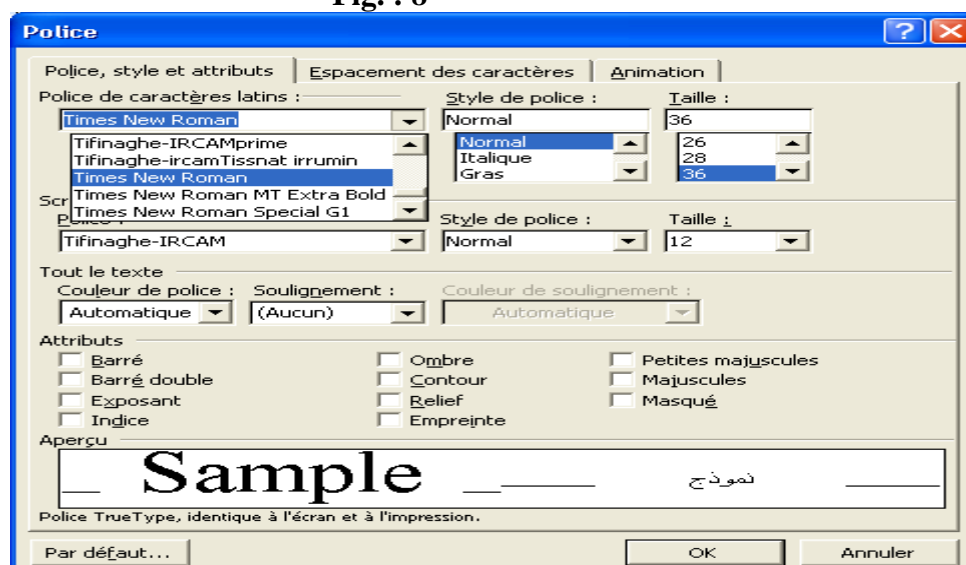 Fig. : 8
Police
Police, style et attributs Espacement des caractères Animation
Police de caractères latins : Style de police : Taille :
Times New Roman Normal 36
Tifinaghe-IRCAMprime Normal 26
Tifinaghe-ircamTissnat irrumin Italique 28
Times New Roman Gras 36
Times New Roman MT Extra Bold
Times New Roman Special G1
Style de police : Taille :
Tifinaghe-IRCAM Normal 12
Tout le texte
Couleur de police : Soulignement : Couleur de soulignement :
Automatique (Aucun) Automatique
Attributs
Barré Ombre Petites majuscules
Barré double Contour Majuscules
Exposant Relief Masqué
Indice Empreinte
Aperçu
Sample نموذج
Police TrueType, identique à l'écran et à l'impression.
Par défaut... OK Annuler